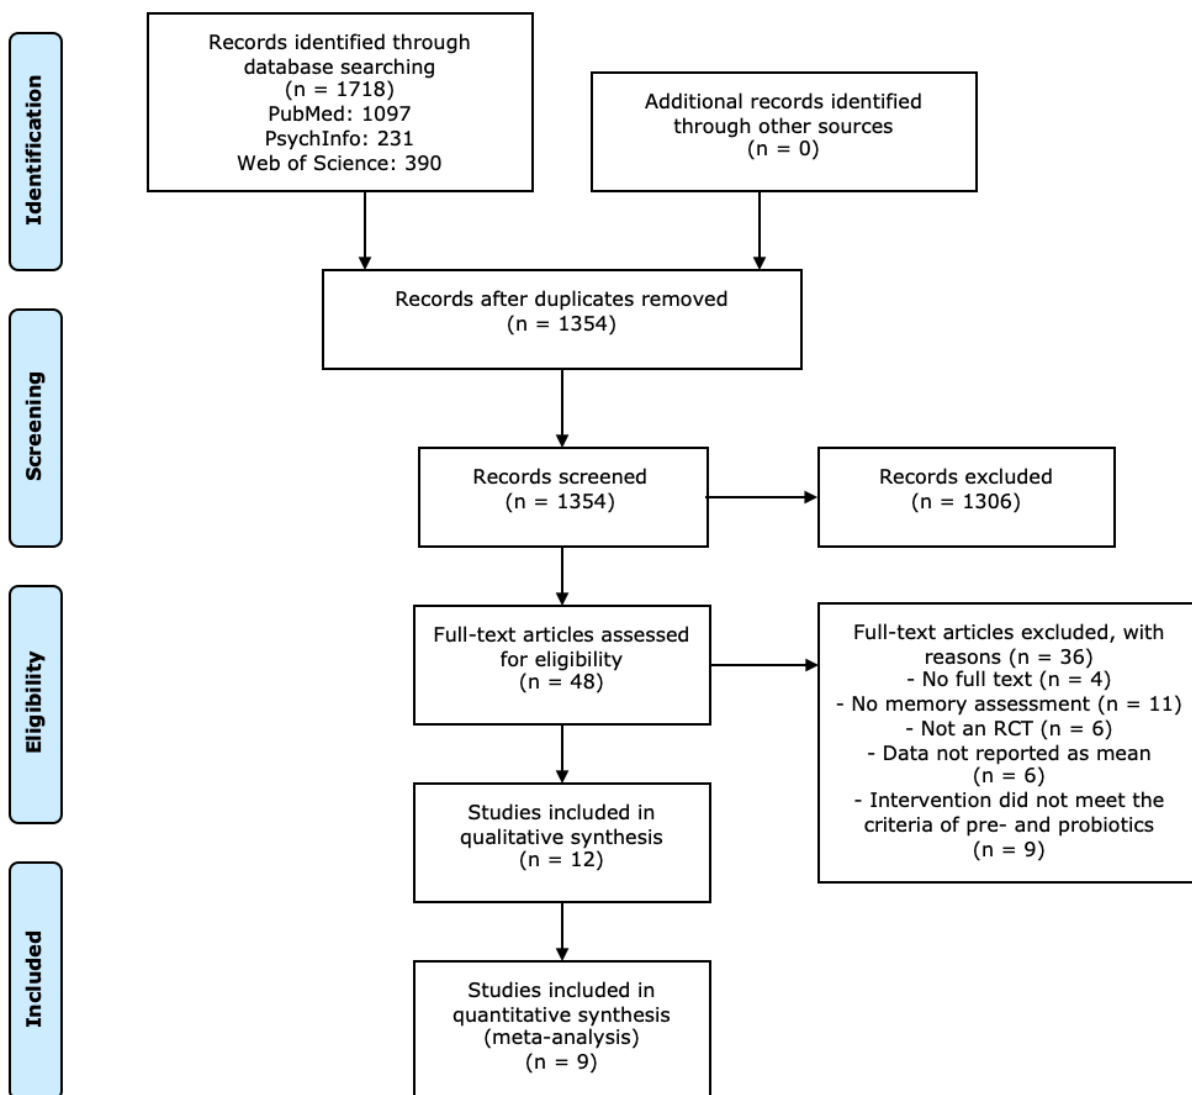 Identification
Records identified through
database searching
(n = 1718)
PubMed: 1097
PsychInfo: 231
Web of Science: 390
Additional records identified
through other sources
(n = 0)
Records after duplicates removed
(n = 1354)
Screening
Records screened
(n = 1354)
Records excluded
(n = 1306)
Eligibility
Full-text articles assessed
for eligibility
(n = 48)
Full-text articles excluded, with
reasons (n = 36)
- No full text (n = 4)
- No memory assessment (n = 11)
- Not an RCT (n = 6)
- Data not reported as mean
(n = 6)
- Intervention did not meet the
criteria of pre- and probiotics
(n = 9)
Studies included in
qualitative synthesis
(n = 12)
Included
Studies included in
quantitative synthesis
(meta-analysis)
(n = 9)